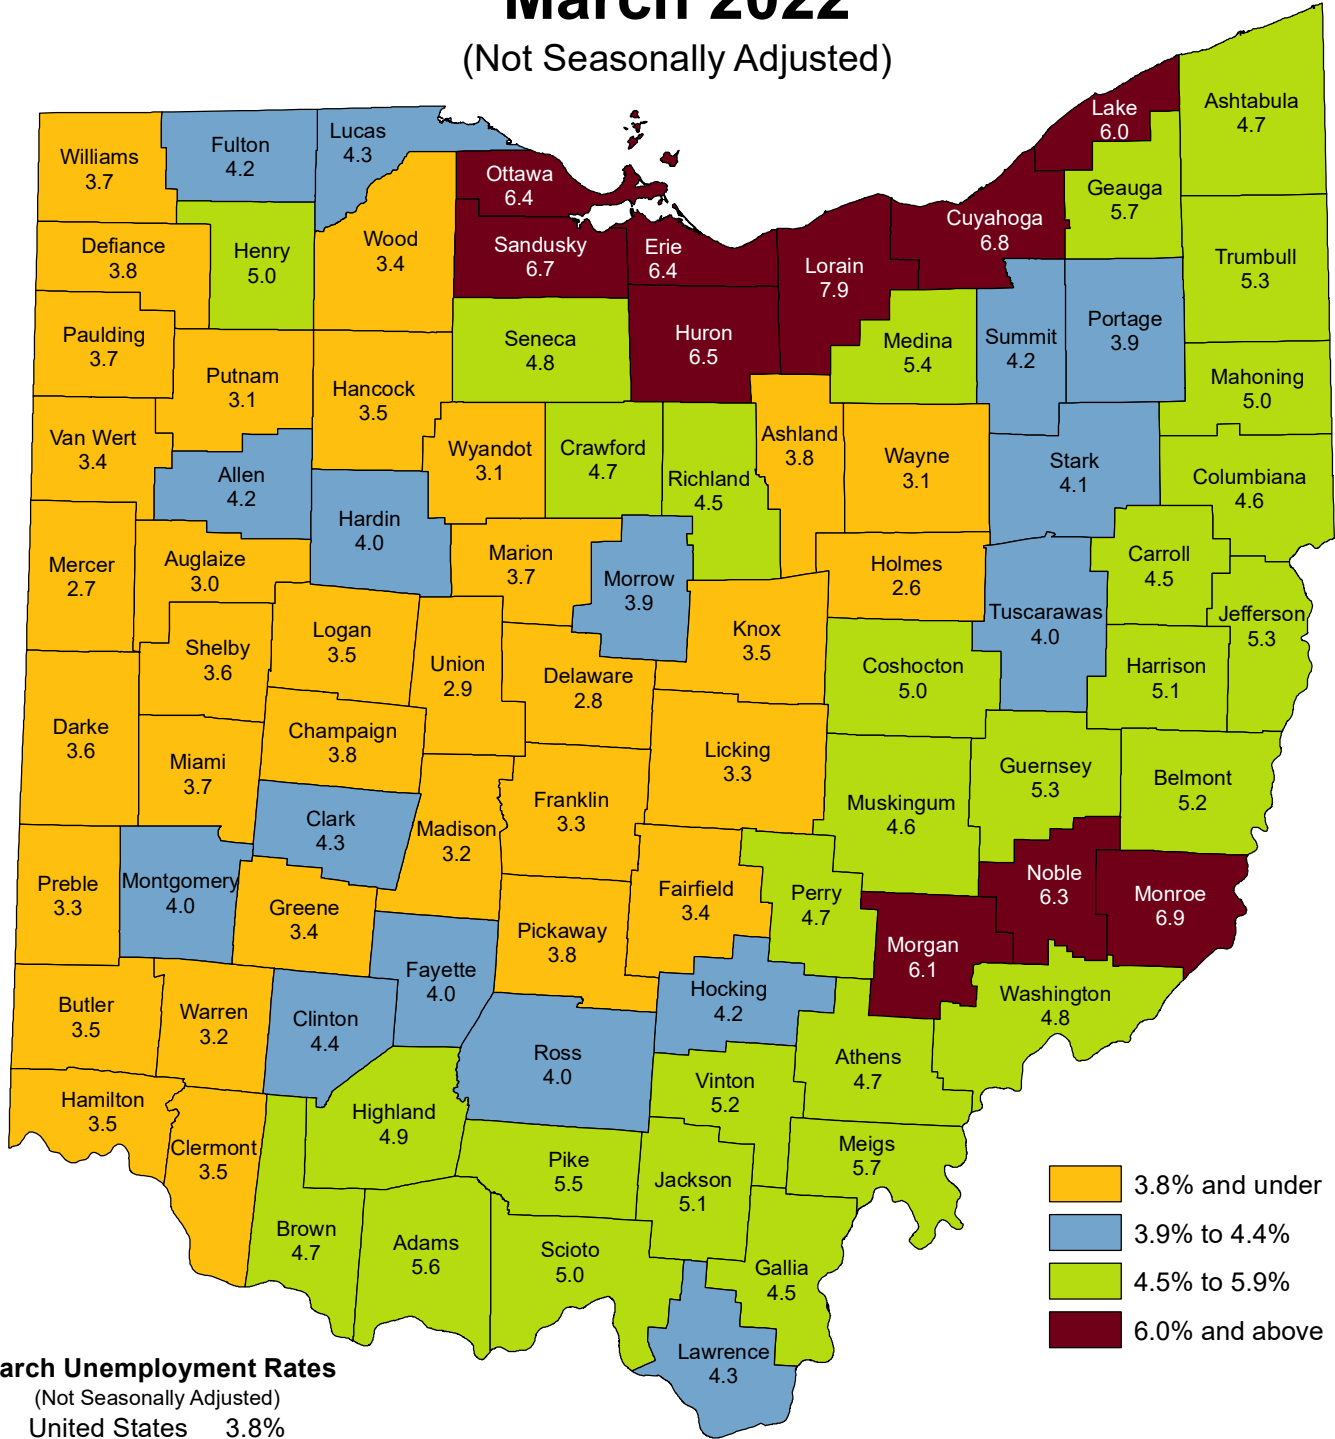 March 2022
(Not Seasonally Adjusted)
Ashtabula
4.7
Lake
6.0
Lucas
4.3
Fulton
4.2
Williams
3.7
Ottawa
6.4
Geauga
5.7
Cuyahoga
6.8
Wood
3.4
Defiance
3.8
Henry
5.0
Sandusky
6.7
Erie
6.4
Lorain
7.9
Trumbull
5.3
Paulding
3.7
Seneca
4.8
Huron
6.5
Medina
5.4
Summit
4.2
Portage
3.9
Putnam
3.1
Hancock
3.5
Mahoning
5.0
Van Wert
3.4
Allen
4.2
Wyandot
3.1
Crawford
4.7
Richland
4.5
Ashland
3.8
Wayne
3.1
Stark
4.1
Columbiana
4.6
Hardin
4.0
Mercer
2.7
Auglaize
3.0
Marion
3.7
Morrow
3.9
Holmes
2.6
Carroll
4.5
Tuscarawas
4.0
Jefferson
5.3
Shelby
3.6
Logan
3.5
Union
2.9
Delaware
2.8
Knox
3.5
Coshocton
5.0
Harrison
5.1
Darke
3.6
Miami
3.7
Champaign
3.8
Licking
3.3
Guernsey
5.3
Belmont
5.2
Clark
4.3
Madison
3.2
Franklin
3.3
Muskingum
4.6
Preble
3.3
Montgomery
4.0
Greene
3.4
Fairfield
3.4
Perry
4.7
Noble
6.3
Monroe
6.9
Pickaway
3.8
Morgan
6.1
Fayette
4.0
Hocking
4.2
Washington
4.8
Butler
3.5
Warren
3.2
Clinton
4.4
Ross
4.0
Athens
4.7
Vinton
5.2
Hamilton
3.5
Highland
4.9
Clermont
3.5
Pike
5.5
Jackson
5.1
Meigs
5.7
Brown
4.7
Adams
5.6
Scioto
5.0
Gallia
4.5
Lawrence
4.3
3.8% and under
3.9% to 4.4%
4.5% to 5.9%
6.0% and above
arch Unemployment Rates
(Not Seasonally Adjusted)
United States 3.8%